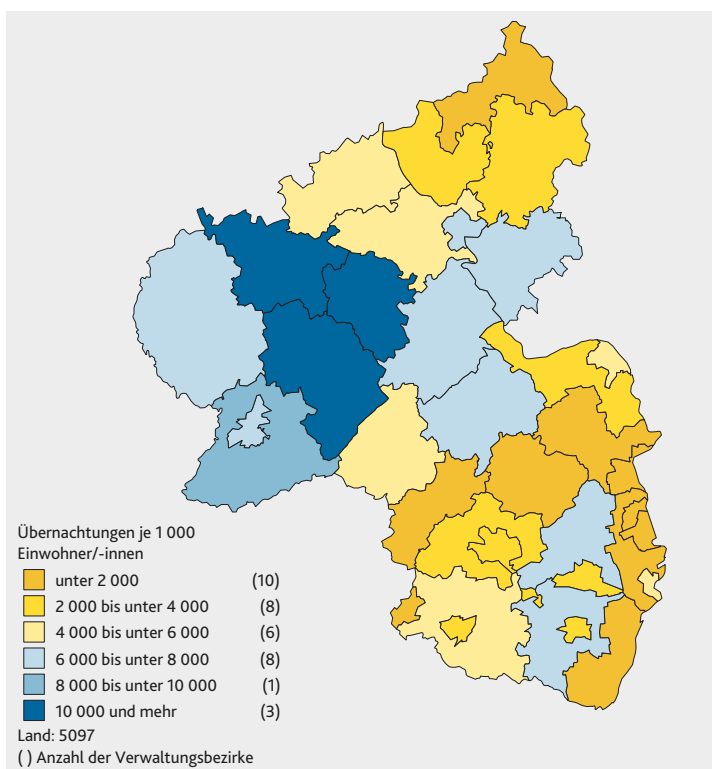 Übernachtungen je 1 000
Einwohner/-innen
unter 2 000 (10)
2 000 bis unter 4 000 (8)
4 000 bis unter 6 000 (6)
6 000 bis unter 8 000 (8)
8 000 bis unter 10 000 (1)
10 000 und mehr (3)
Land: 5097
( ) Anzahl der Verwaltungsbezirke